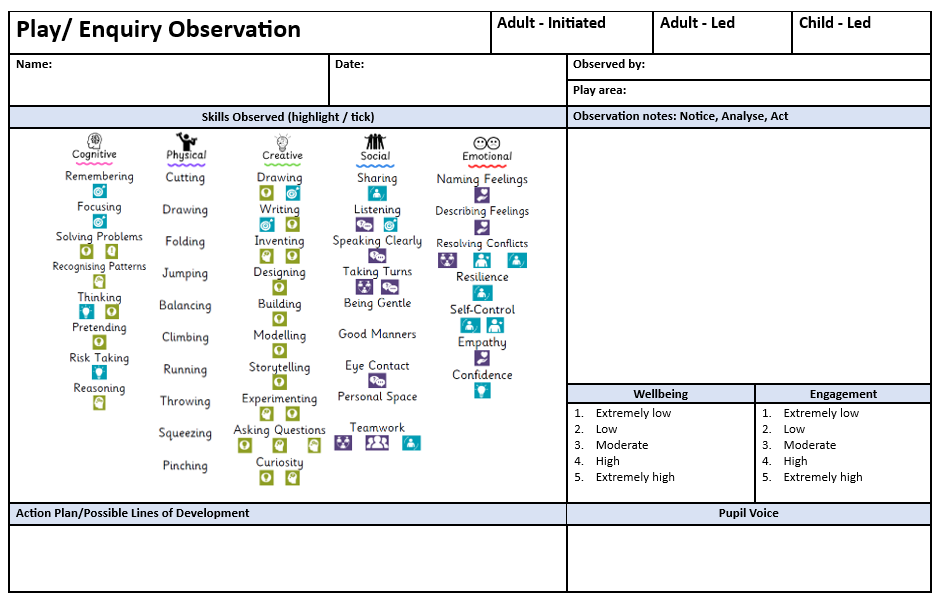 Play/ Enquiry Observation
Adult - Initiated
Adult - Led
Child - Led
Name:
Date:
Observed by:
Play area:
Skills Observed (highlight / tick)
Observation notes: Notice, Analyse, Act
Cognitive
Remembering
Focusing
Solving Problems
Recognising Patterns
Thinking
Pretending
Risk Taking
Reasoning
Physical
Cutting
Drawing
Folding
Jumping
Balancing
Climbing
Running
Throwing
Squeezing
Pinching
Creative
Drawing
Writing
Inventing
Designing
Building
Modelling
Storytelling
Experimenting
Asking Questions
Curiosity
Social
Sharing
Listening
Speaking Clearly
Taking Turns
Being Gentle
Good Manners
Eye Contact
Personal Space
Teamwork
Emotional
Naming Feelings
Describing Feelings
Resolving Conflicts
Resilience
Self-Control
Empathy
Confidence
Wellbeing
1. Extremely low
2. Low
3. Moderate
4. High
5. Extremely high
Engagement
1. Extremely low
2. Low
3. Moderate
4. High
5. Extremely high
Action Plan/Possible Lines of Development
Pupil Voice